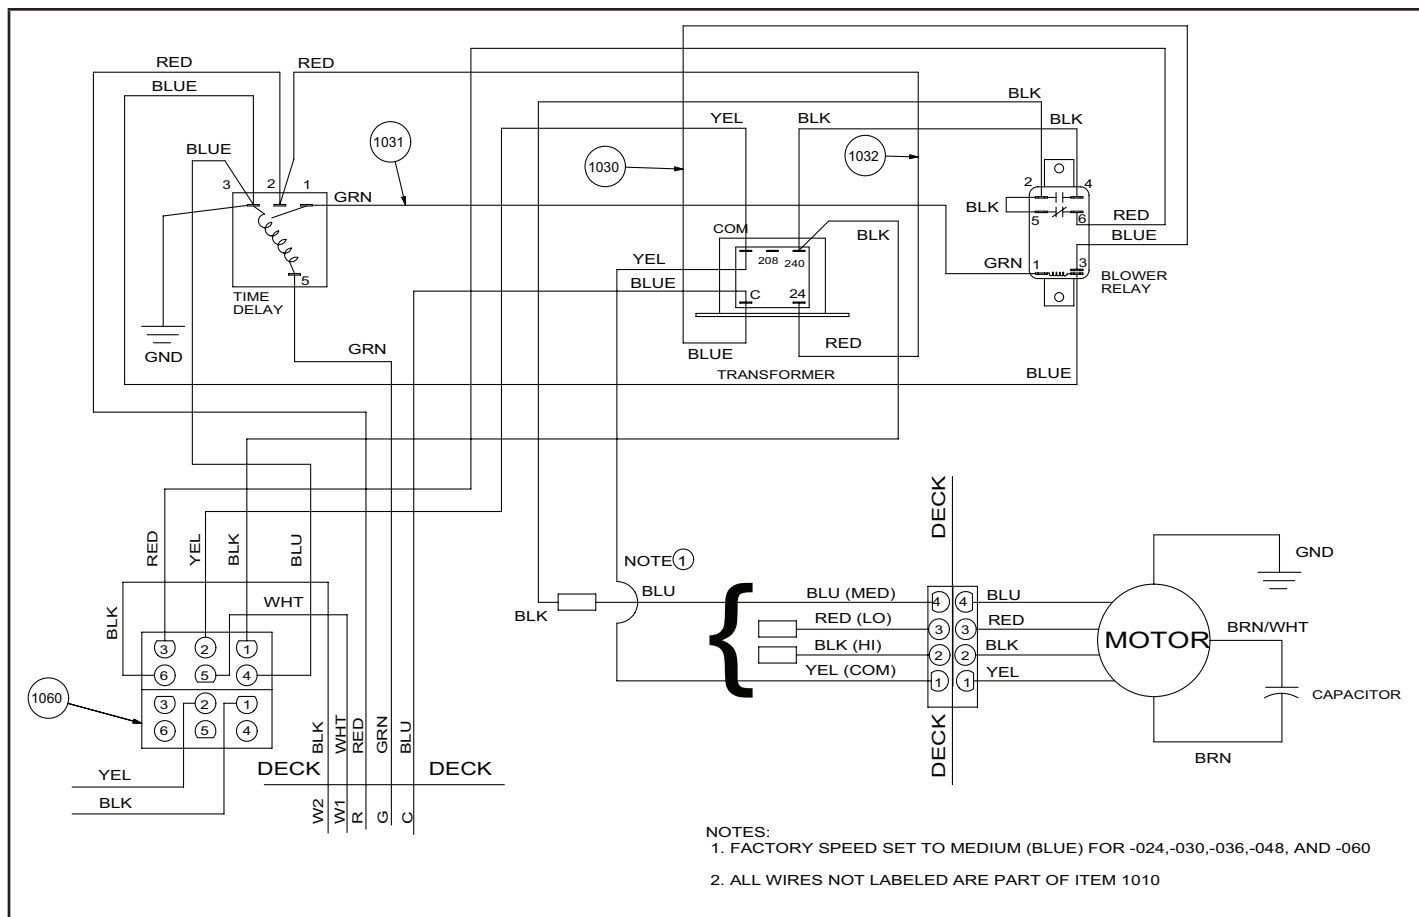 RED
RED
BLUE
BLK
YEL
BLK
BLK
1031
1030
1032
BLUE
3
2
1
GRN
2
4
BLK
5
6
RED
BLUE
COM
BLK
208
240
YEL
GRN
1
3
BLOWER
RELAY
BLUE
C
24
5
TIME
DELAY
GND
GRN
BLUE
RED
TRANSFORMER
BLUE
RED
YEL
BLK
BLU
DECK
NOTE 1
GND
BLK
WHT
BLK
BLU
BLU (MED)
4
4
BLU
RED (LO)
3
3
RED
BLK (HI)
2
2
BLK
YEL (COM)
1
1
YEL
MOTOR
BRN/WHT
CAPACITOR
BRN
DECK
3
2
1
6
5
4
1060
3
2
1
6
5
4
BLK
WHT
RED
GRN
BLU
YEL
BLK
DECK
DECK
W2
W1
R
G
C
NOTES:
1. FACTORY SPEED SET TO MEDIUM (BLUE) FOR -024,-030,-036,-048, AND -060
2. ALL WIRES NOT LABELED ARE PART OF ITEM 1010